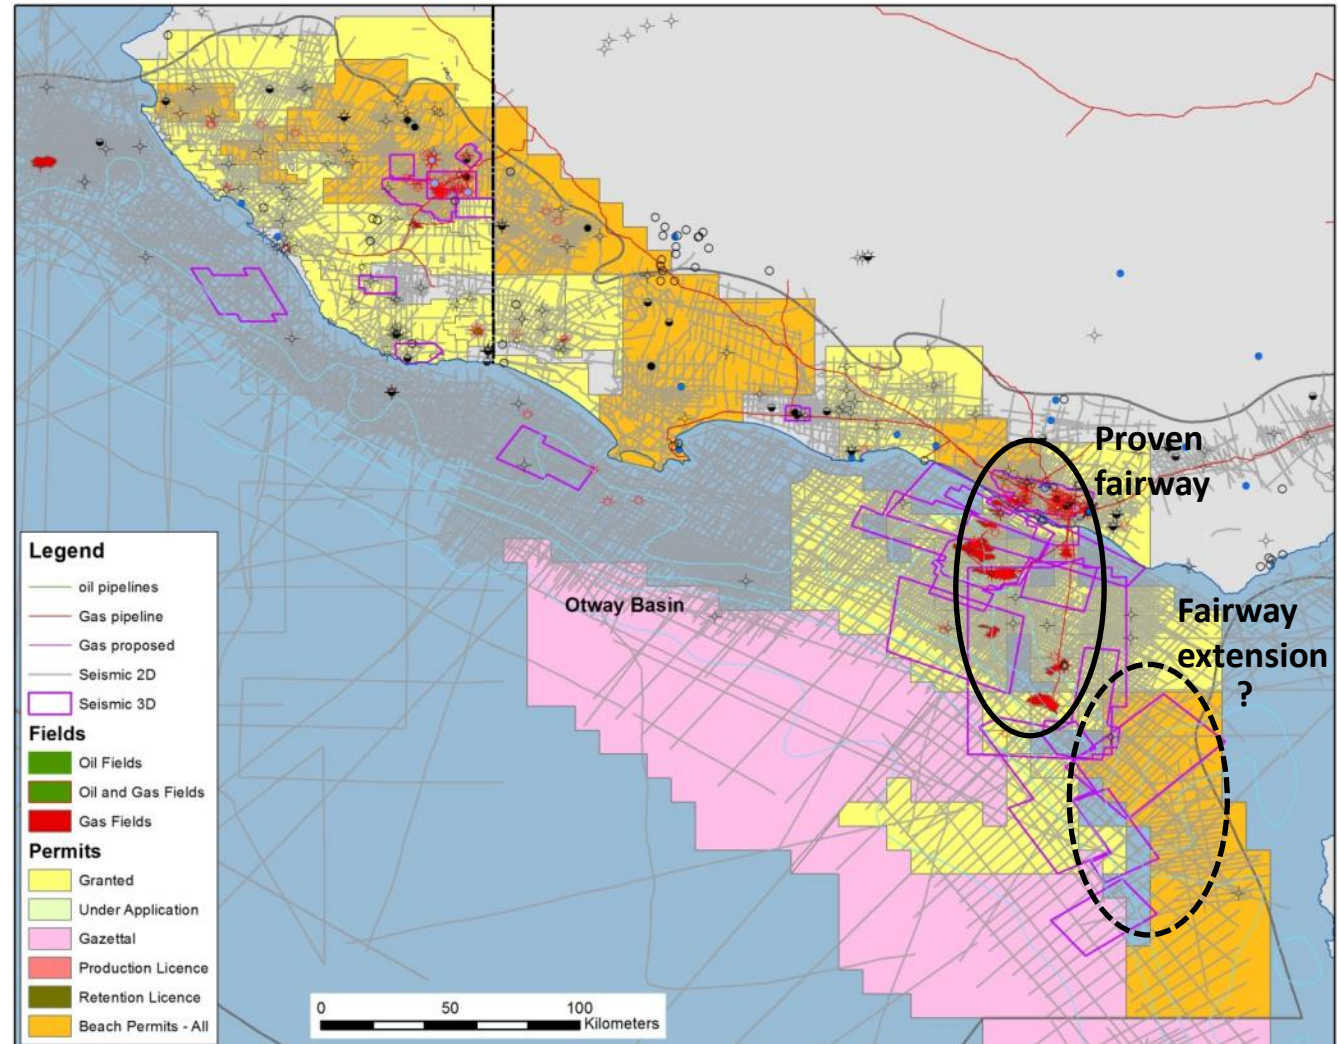 Proven
fairway
Fairway
extension
?
Otway Basin
Legend
oil pipelines
Gas pipeline
Gas proposed
Seismic 2D
Seismic 3D
Fields
Oil Fields
Oil and Gas Fields
Gas Fields
Permits
Granted
Under Application
Gazettal
Production Licence
Retention Licence
Beach Permits - All
0 50 100
Kilometers